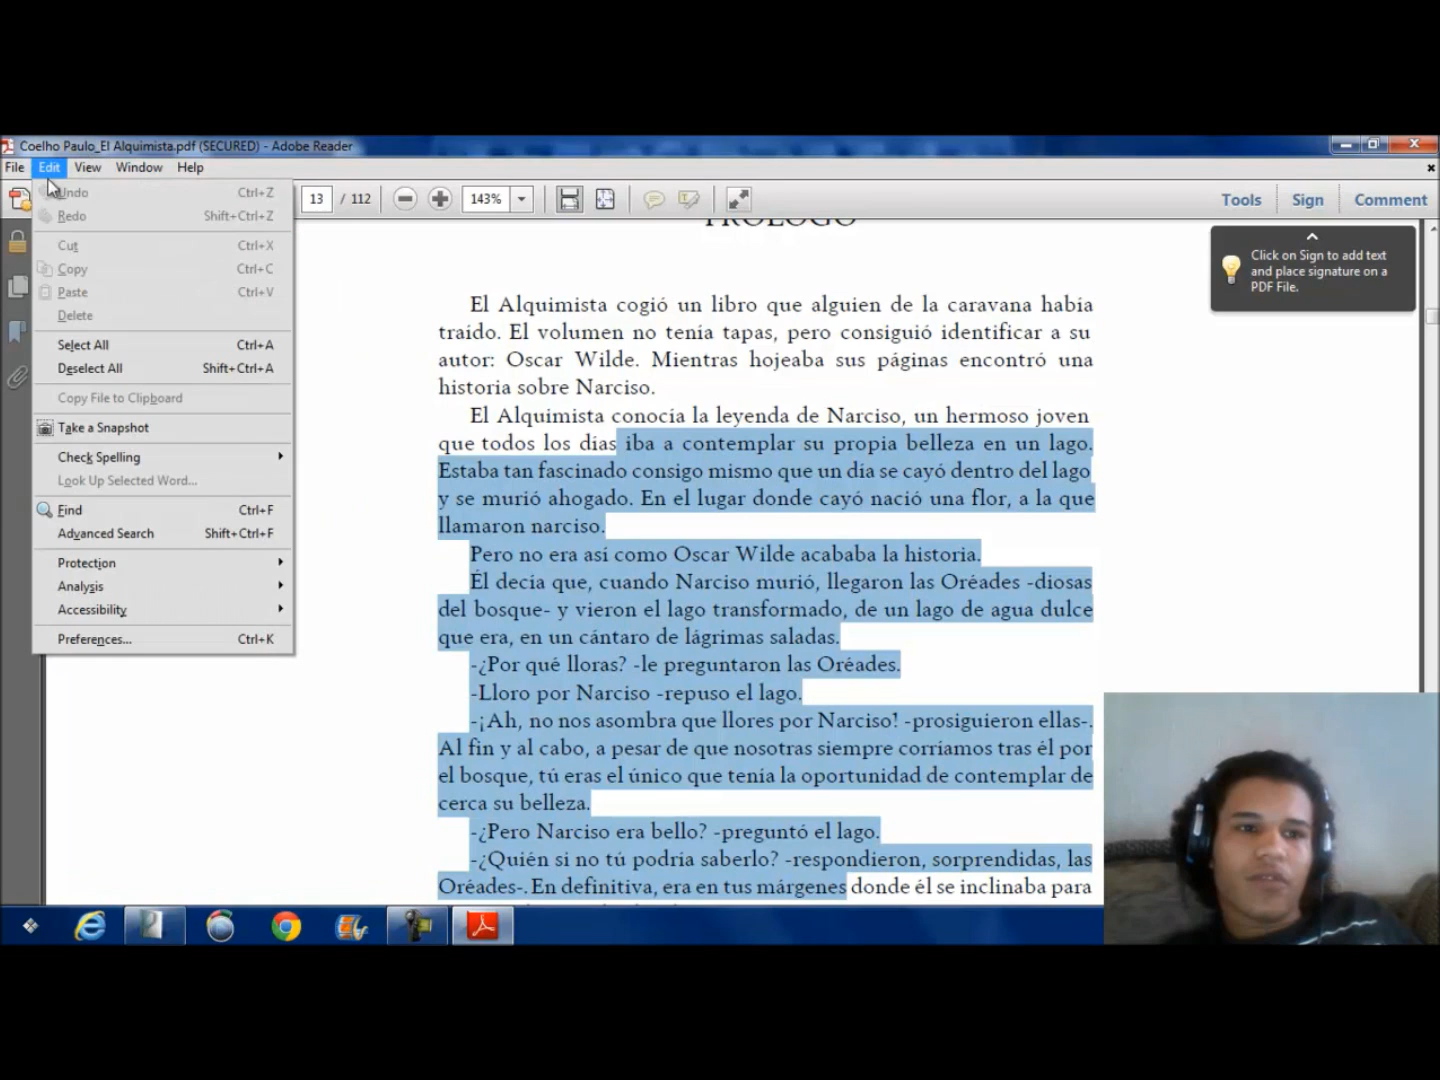 Coelho Paulo_El Alquimista.pdf (SECURED) - Adobe Reader
File Edit View Window Help
13 / 112 143% Tools Sign Comment
Undo Ctrl+Z
Redo Shift+Ctrl+Z
Cut Ctrl+X
Copy Ctrl+C
Paste Ctrl+V
Delete
Select All Ctrl+A
Deselect All Shift+Ctrl+A
Copy File to Clipboard
Take a Snapshot
Check Spelling
Look Up Selected Word...
Find Ctrl+F
Advanced Search Shift+Ctrl+F
Protection
Analysis
Accessibility
Preferences... Ctrl+K
Click on Sign to add text
and place signature on a
PDF File.
PRÓLOGO
El Alquimista cogió un libro que alguien de la caravana había
traído. El volumen no tenía tapas, pero consiguió identificar a su
autor: Oscar Wilde. Mientras hojeaba sus páginas encontró una
historia sobre Narciso.
El Alquimista conocía la leyenda de Narciso, un hermoso joven
que todos los días iba a contemplar su propia belleza en un lago.
Estaba tan fascinado consigo mismo que un día se cayó dentro del lago
y se murió ahogado. En el lugar donde cayó nació una flor, a la que
llamaron narciso.
Pero no era así como Oscar Wilde acababa la historia.
Él decía que, cuando Narciso murió, llegaron las Oréades -diosas
del bosque- y vieron el lago transformado, de un lago de agua dulce
que era, en un cántaro de lágrimas saladas.
-¿Por qué lloras? -le preguntaron las Oréades.
-Lloro por Narciso -repuso el lago.
-¡Ah, no nos asombra que llores por Narciso! -prosiguieron ellas-.
Al fin y al cabo, a pesar de que nosotras siempre corríamos tras él por
el bosque, tú eras el único que tenía la oportunidad de contemplar de
cerca su belleza.
-¿Pero Narciso era bello? -preguntó el lago.
-¿Quién si no tú podría saberlo? -respondieron, sorprendidas, las
Oréades-. En definitiva, era en tus márgenes donde él se inclinaba para